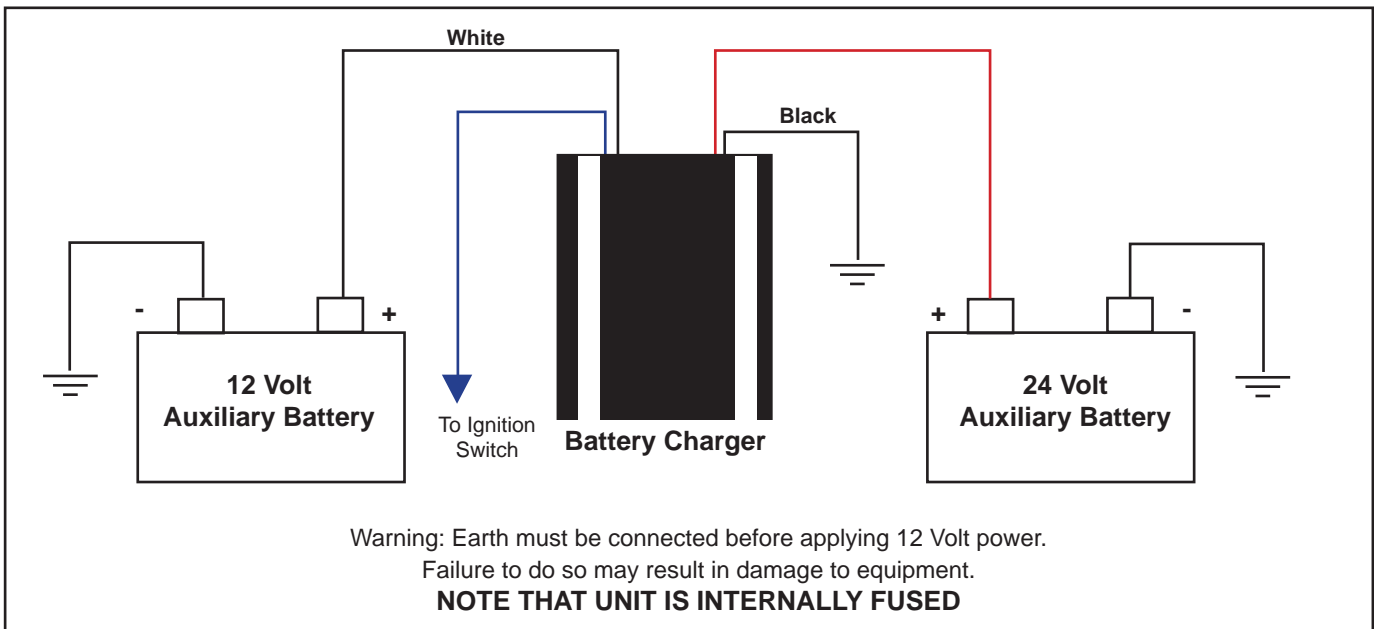 White
Black
-
+
12 Volt
Auxiliary Battery
To Ignition
Switch
Battery Charger
+
-
24 Volt
Auxiliary Battery
Warning: Earth must be connected before applying 12 Volt power.
Failure to do so may result in damage to equipment.
NOTE THAT UNIT IS INTERNALLY FUSED